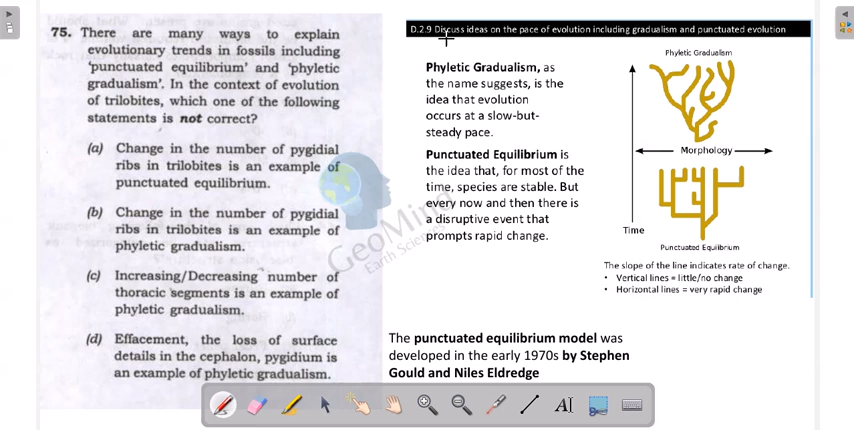 75. There are many ways to explain
evolutionary trends in fossils including
'punctuated equilibrium' and 'phyletic
gradualism'. In the context of evolution
of trilobites, which one of the following
statements is not correct?
(a) Change in the number of pygidial
ribs in trilobites is an example of
punctuated equilibrium.
(b) Change in the number of pygidial
ribs in trilobites is an example of
phyletic gradualism.
(c) Increasing/Decreasing number of
thoracic segments is an example of
phyletic gradualism.
(d) Effacement, the loss of surface
details in the cephalon, pygidium is
an example of phyletic gradualism.
D.2.9 Discuss ideas on the pace of evolution including gradualism and punctuated evolution
Phyletic Gradualism, as
the name suggests, is the
idea that evolution
occurs at a slow-but-
steady pace.
Punctuated Equilibrium is
the idea that, for most of the
time, species are stable. But
every now and then there is
a disruptive event that
prompts rapid change.
Phyletic Gradualism
Morphology
Time
Punctuated Equilibrium
The slope of the line indicates rate of change.
• Vertical lines = little/no change
• Horizontal lines = very rapid change
The punctuated equilibrium model was
developed in the early 1970s by Stephen
Gould and Niles Eldredge
GeoMing
Earth Sciences
AI